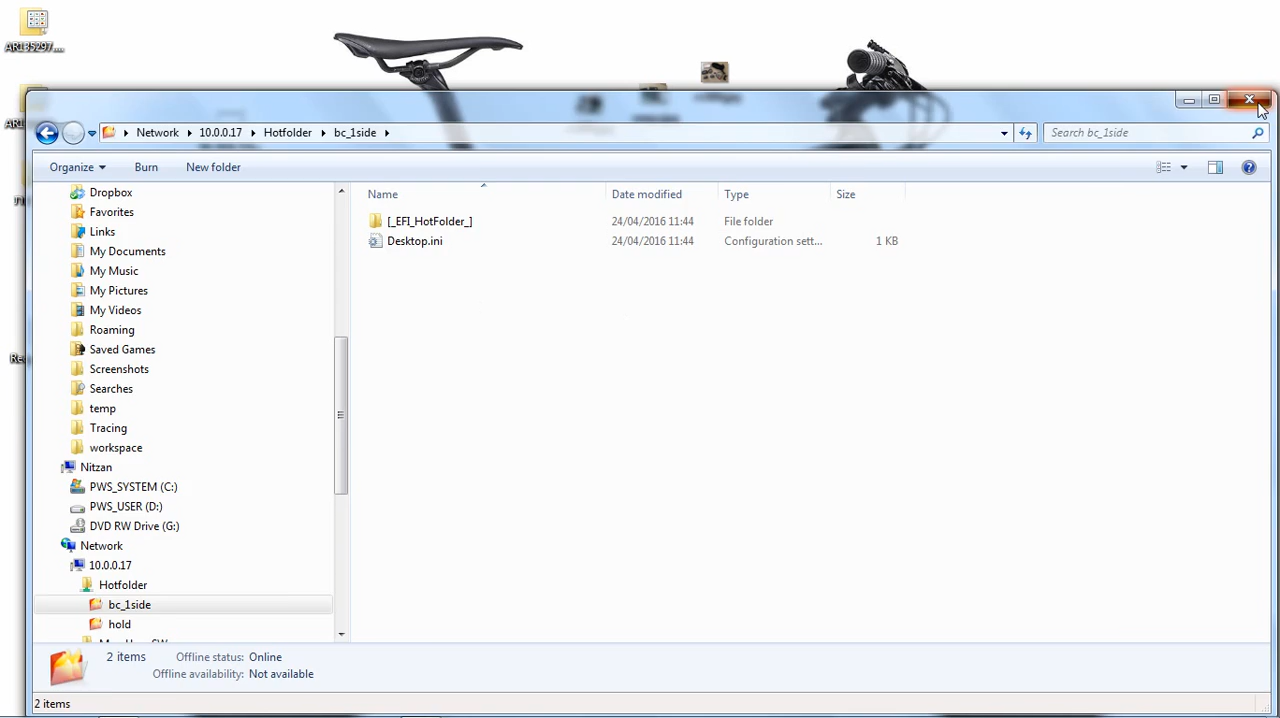 AR135297....
Network 10.0.0.17 Hotfolder bc_1side
Search bc_1side
Organize Burn New folder
Name Date modified Type Size
[_EFI_HotFolder_] 24/04/2016 11:44 File folder
Desktop.ini 24/04/2016 11:44 Configuration sett... 1 KB
Dropbox
Favorites
Links
My Documents
My Music
My Pictures
My Videos
Roaming
Saved Games
Screenshots
Searches
temp
Tracing
workspace
Nitzan
PWS_SYSTEM (C:)
PWS_USER (D:)
DVD RW Drive (G:)
Network
10.0.0.17
Hotfolder
bc_1side
hold
2 items Offline status: Online
Offline availability: Not available
2 items